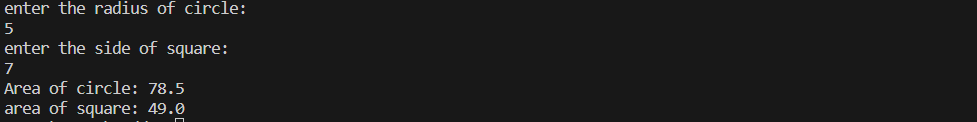 enter the radius of circle:
5
enter the side of square:
7
Area of circle: 78.5
area of square: 49.0